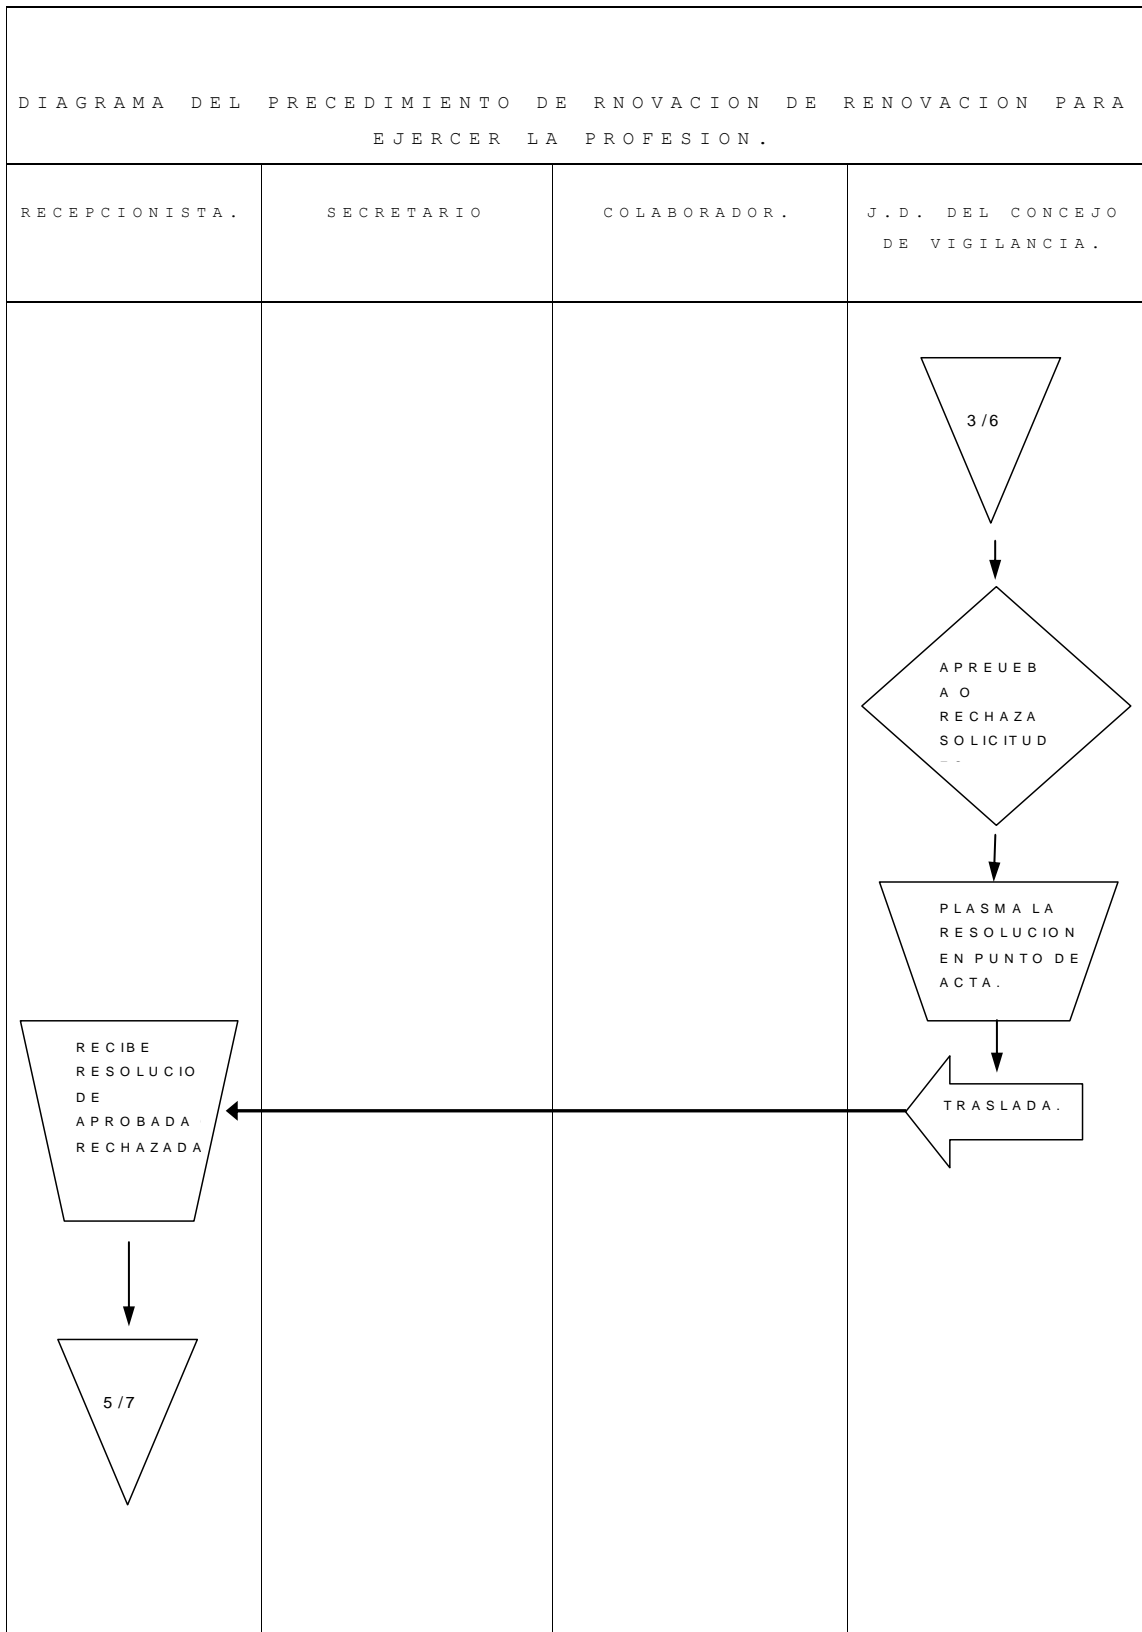 DIAGRAMA DEL PRECEDIMIENTO DE RNOVACION DE RENOVACION PARA
EJERCER LA PROFESION.
RECEPCIONISTA.
SECRETARIO
COLABORADOR.
J.D. DEL CONCEJO
DE VIGILANCIA.
3/6
APREUEB
A O
RECHAZA
SOLICITUD
PLASMA LA
RESOLUCION
EN PUNTO DE
ACTA.
TRASLADA.
RECIBE
RESOLUCIO
DE
APROBADA
RECHAZADA
5/7